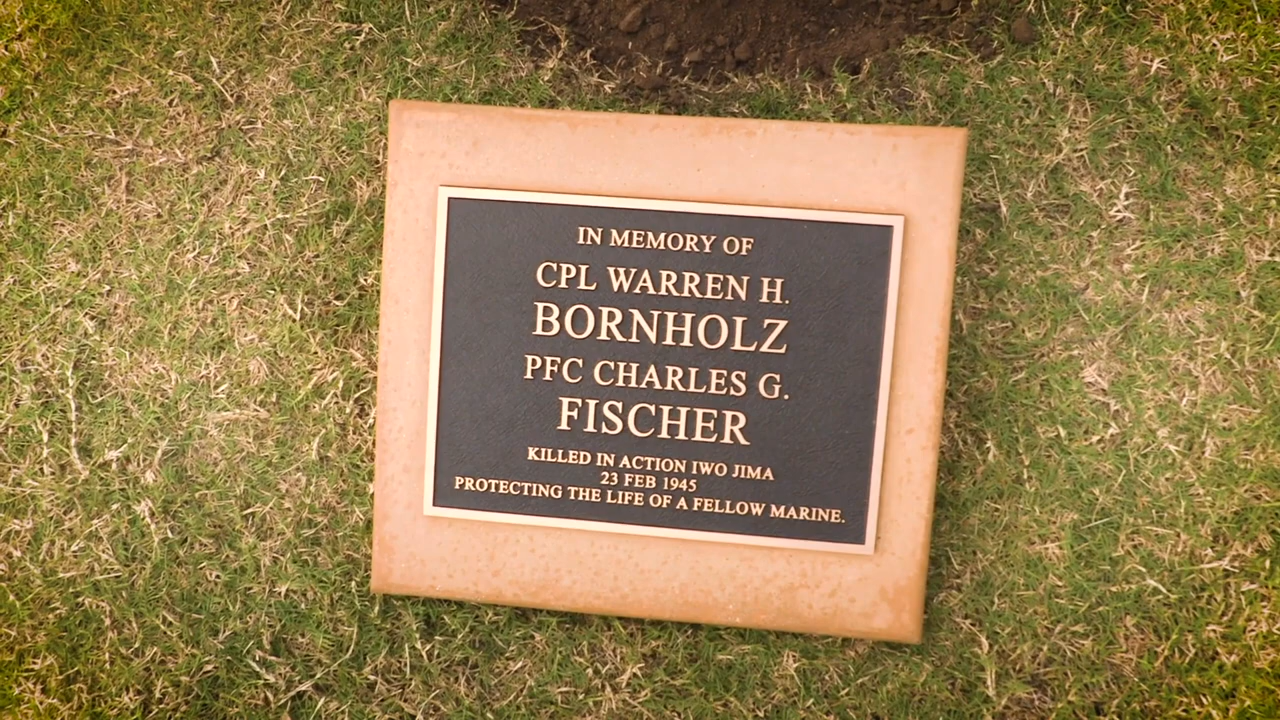 IN MEMORY OF
CPL WARREN H.
BORNHOLZ
PFC CHARLES G.
FISCHER
KILLED IN ACTION IWO JIMA
23 FEB 1945
PROTECTING THE LIFE OF A FELLOW MARINE.